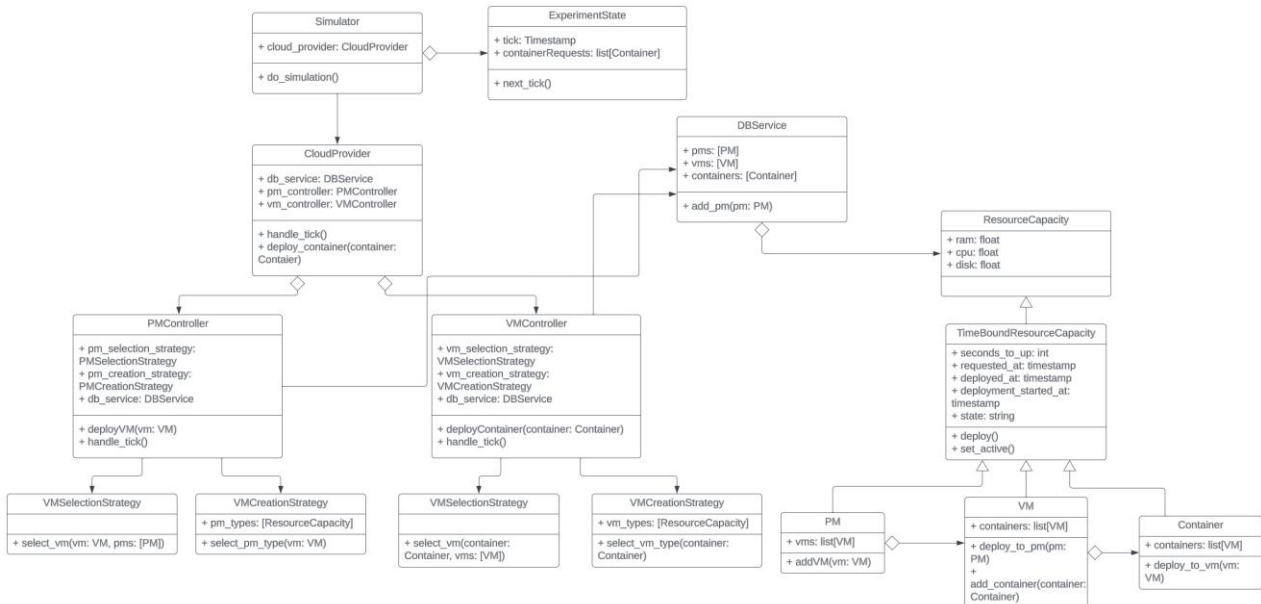 Simulator
+ cloud_provider: CloudProvider
+ do_simulation()
ExperimentState
+ tick: Timestamp
+ containerRequests: list[Container]
+ next_tick()
CloudProvider
+ db_service: DBService
+ pm_controller: PMController
+ vm_controller: VMController
+ handle_tick()
+ deploy_container(container:
Contaier)
DBService
+ pms: [PM]
+ vms: [VM]
+ containers: [Container]
+ add_pm(pm: PM)
ResourceCapacity
+ ram: float
+ cpu: float
+ disk: float
PMController
+ pm_selection_strategy:
PMSelectionStrategy
+ pm_creation_strategy:
PMCreationStrategy
+ db_service: DBService
+ deployVM(vm: VM)
+ handle_tick()
VMController
+ vm_selection_strategy:
VMSelectionStrategy
+ vm_creation_strategy:
VMCreationStrategy
+ db_service: DBService
+ deployContainer(container: Container)
+ handle_tick()
TimeBoundResourceCapacity
+ seconds_to_up: int
+ requested_at: timestamp
+ deployed_at: timestamp
+ deployment_started_at:
timestamp
+ state: string
+ deploy()
+ set_active()
VMSelectionStrategy
+ select_vm(vm: VM, pms: [PM])
VMCreationStrategy
+ pm_types: [ResourceCapacity]
+ select_pm_type(vm: VM)
VMSelectionStrategy
+ select_vm(container:
Container, vms: [VM])
VMCreationStrategy
+ vm_types: [ResourceCapacity]
+ select_vm_type(container:
Container)
PM
+ vms: list[VM]
+ addVM(vm: VM)
VM
+ containers: list[VM]
+ deploy_to_pm(pm:
PM)
+
add_container(container:
Container)
Container
+ containers: list[VM]
+ deploy_to_vm(vm:
VM)